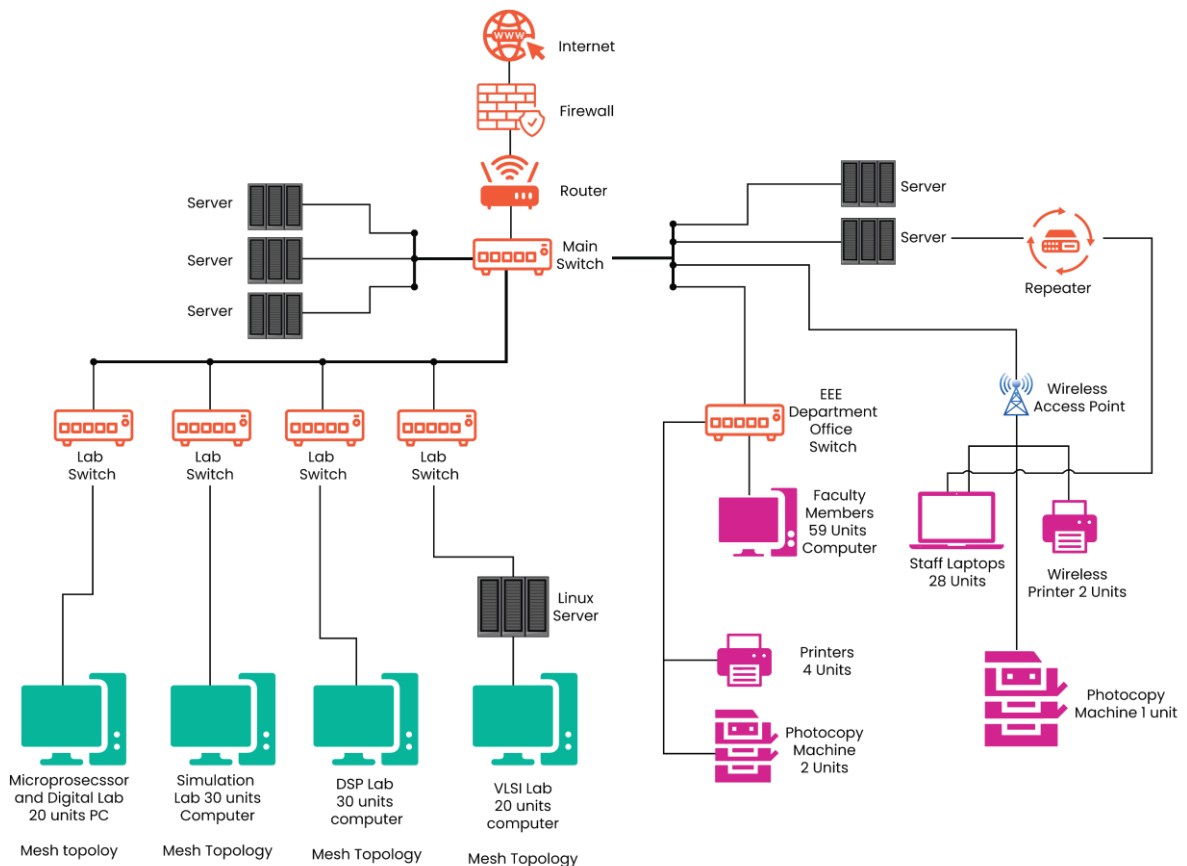 WWW
Internet
Firewall
Router
Main
Switch
Server
Server
Server
Server
Server
Repeater
Wireless
Access Point
EEE
Department
Office
Switch
Lab
Switch
Lab
Switch
Lab
Switch
Lab
Switch
Faculty
Members
59 Units
Computer
Staff Laptops
28 Units
Wireless
Printer 2 Units
Linux
Server
Printers
4 Units
Photocopy
Machine 1 unit
Photocopy
Machine
2 Units
Microprosecssor
and Digital Lab
20 units PC
Mesh topoloy
Simulation
Lab 30 units
Computer
Mesh Topology
DSP Lab
30 units
computer
Mesh Topology
VLSI Lab
20 units
computer
Mesh Topology